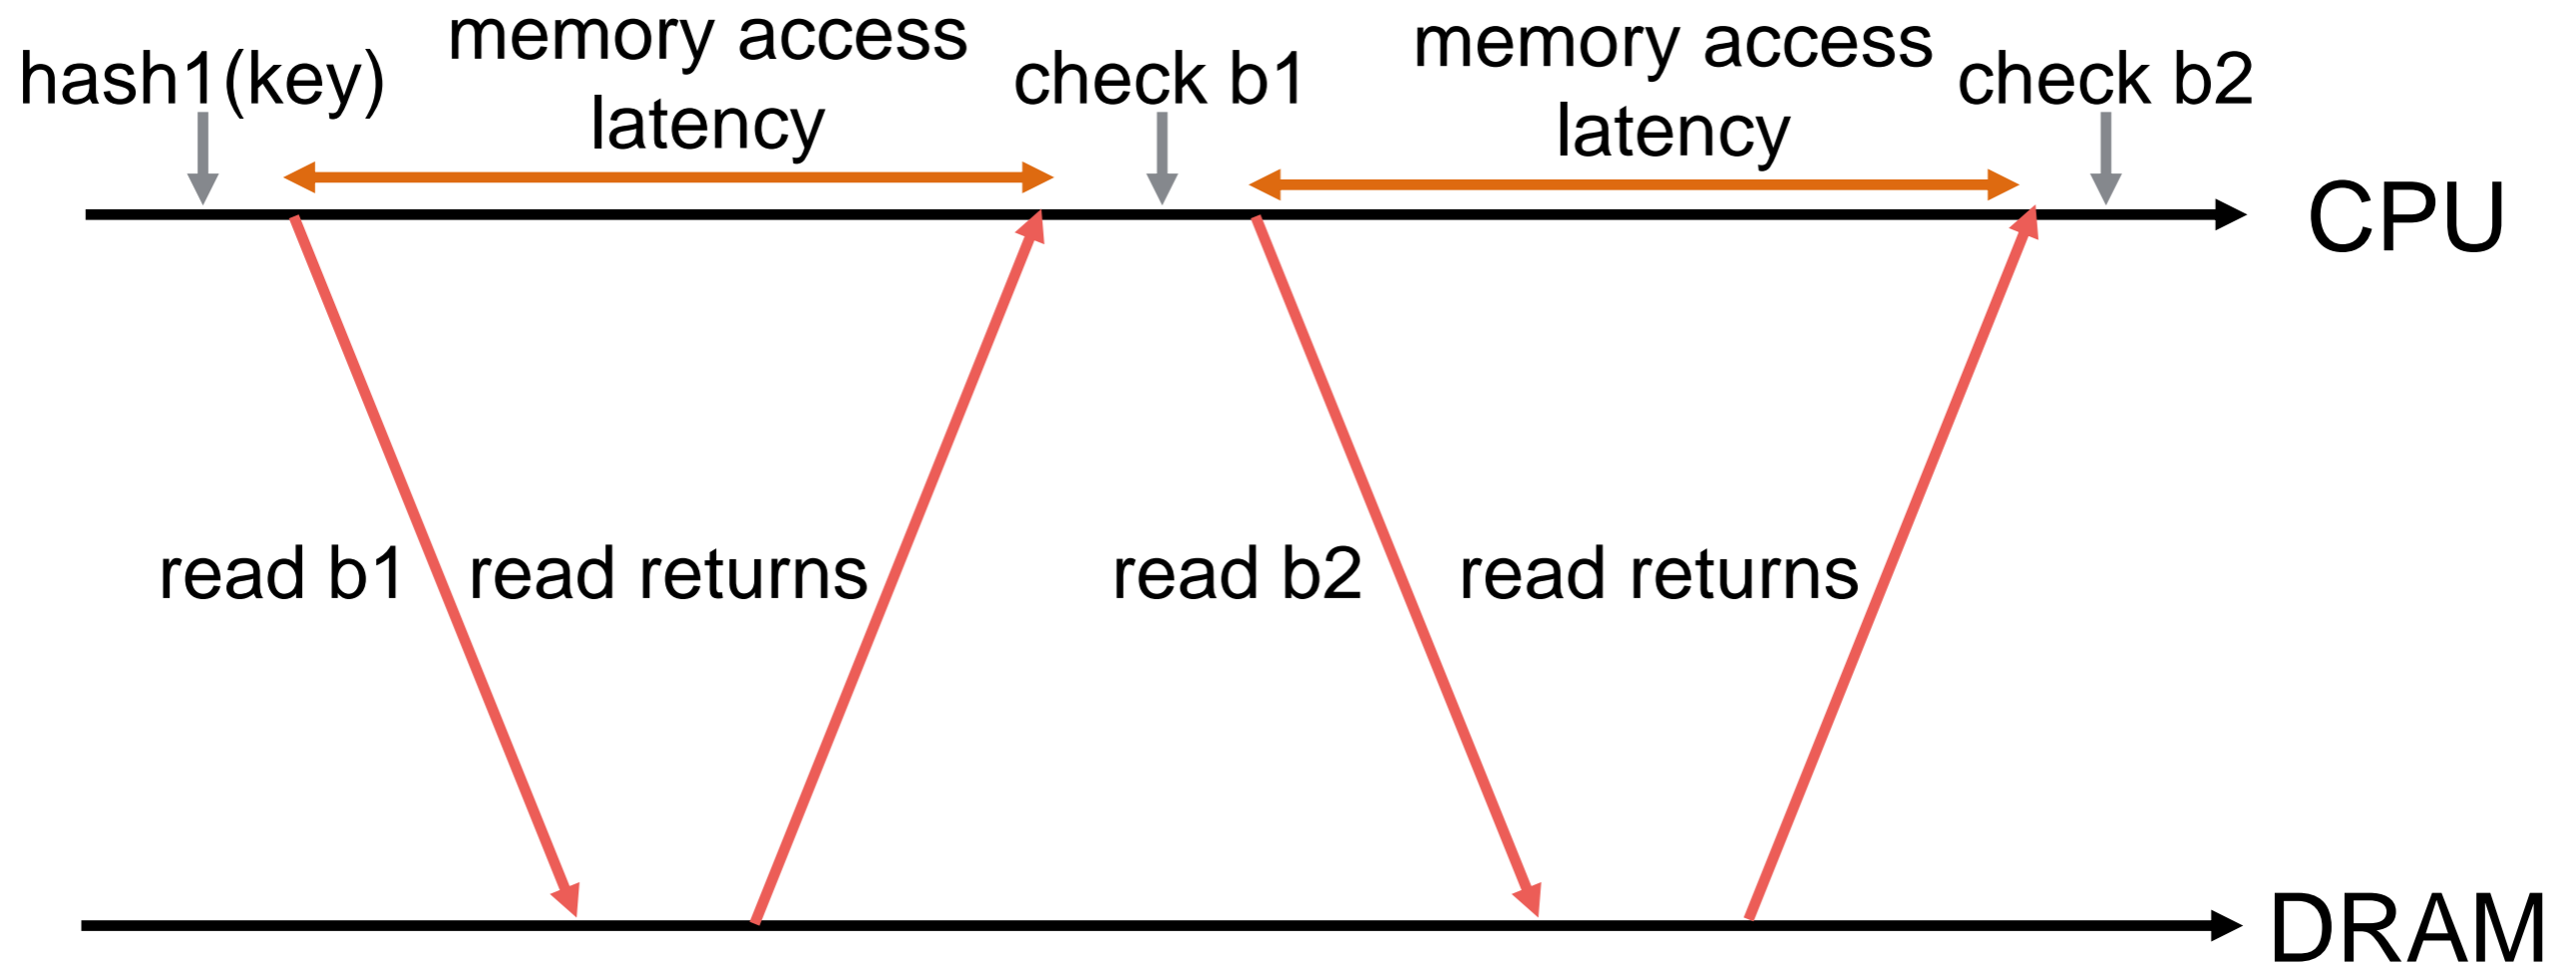 hash1(key)
memory access
latency
check b1
memory access
latency
check b2
CPU
read b1
read returns
read b2
read returns
DRAM